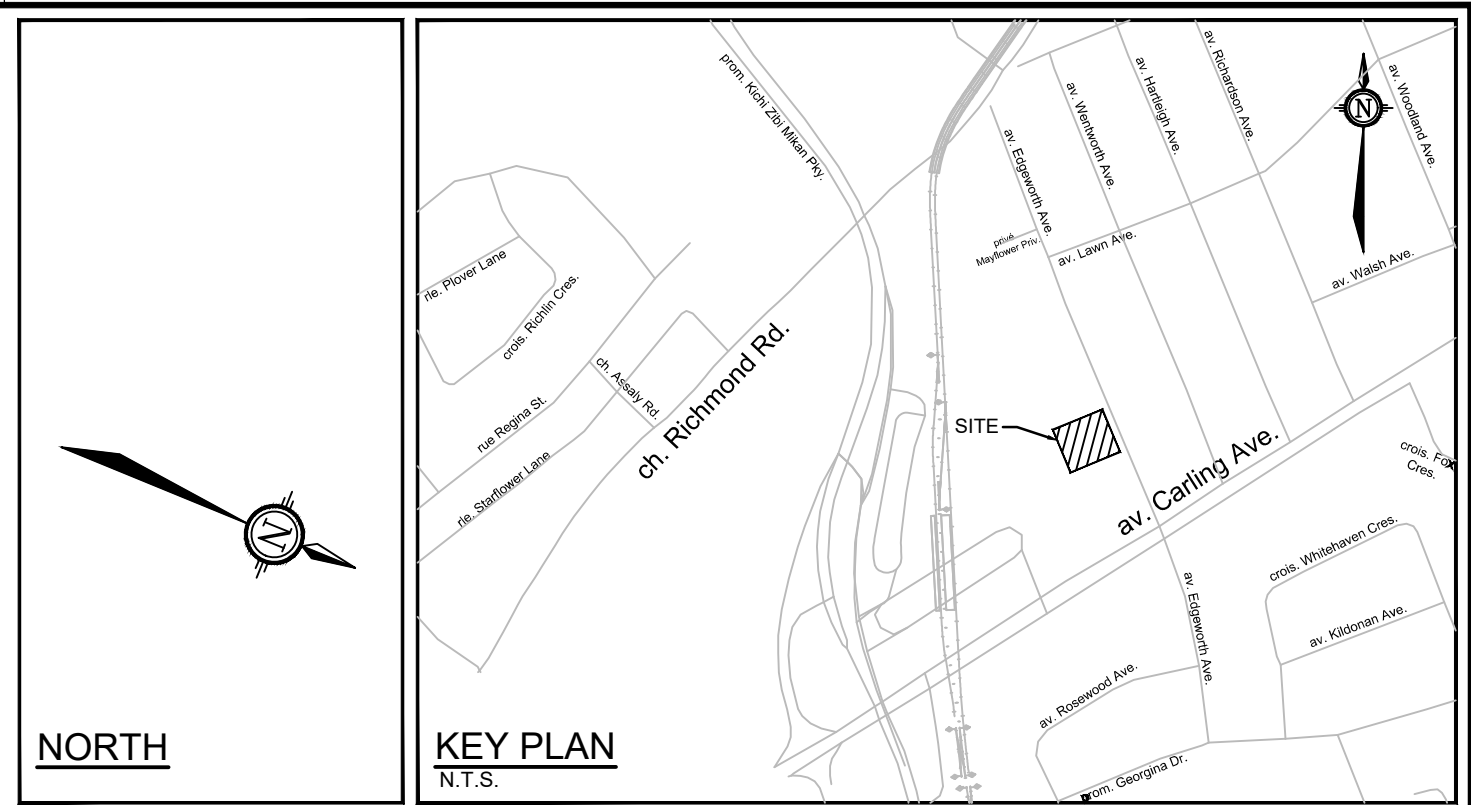 N
NORTH
prom. Kichi Zibi Mikan Pky.
av. Edgeworth Ave.
av. Wentworth Ave.
av. Hartleigh Ave.
av. Richardson Ave.
N
av. Woodland Ave.
privé
Mayflower Priv.
av. Lawn Ave.
av. Walsh Ave.
rle. Plover Lane
crois. Richlin Cres.
ch. Assaly Rd.
rue Regina St.
rle. Starflower Lane
ch. Richmond Rd.
SITE
av. Carling Ave.
crois. Fox
Cres.
crois. Whitehaven Cres.
av. Kildonan Ave.
av. Edgeworth Ave.
av. Rosewood Ave.
prom. Georgina Dr.
KEY PLAN
N.T.S.